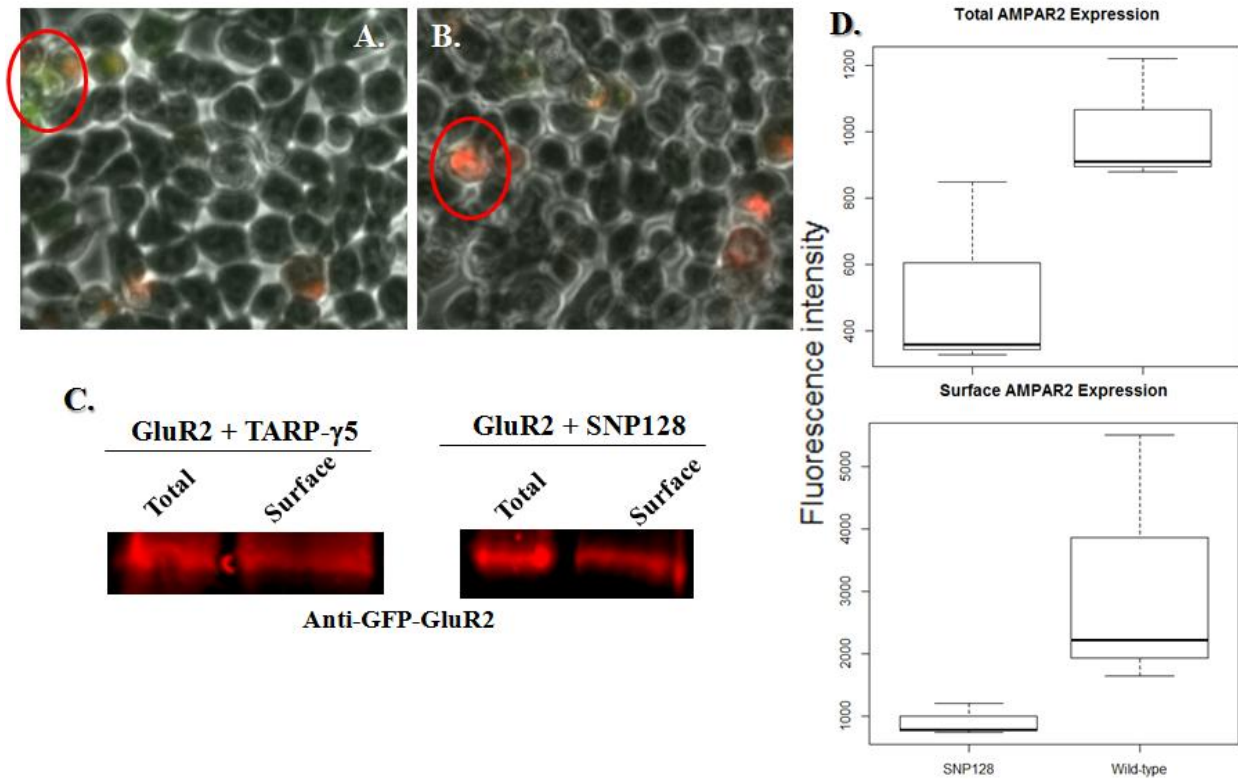 A.
B.
C.
GluR2 + TARP-γ5
Total
Surface
GluR2 + SNP128
Total
Surface
Anti-GFP-GluR2
D.
Total AMPAR2 Expression
Fluorescence intensity
1200
1000
800
600
400
Surface AMPAR2 Expression
5000
4000
3000
2000
1000
SNP128
Wild-type